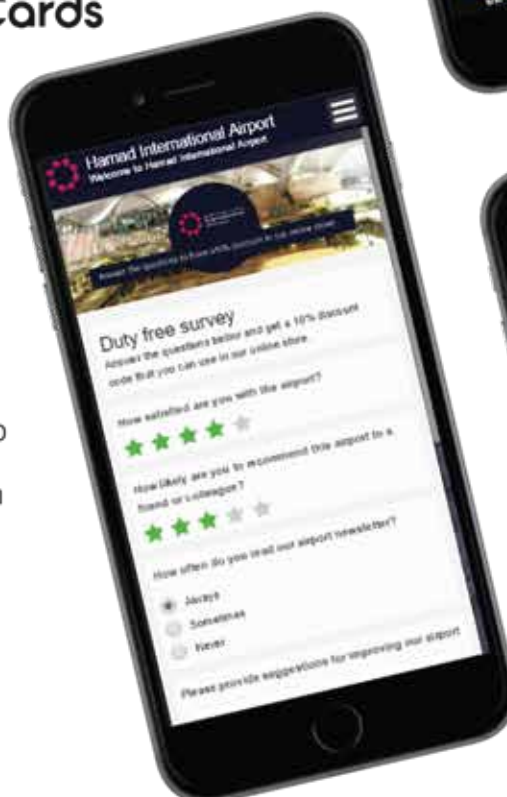 Cards
Hamad International Airport
Welcome to Hamad International Airport
Duty free survey
Answer the questions below and get a 10% discount
code that you can use in our online store
How satisfied are you with the airport?
How likely are you to recommend this airport to a
friend or colleague?
How often do you read our airport newsletter?
Always
Sometimes
Never
Please provide suggestions for improving our airport